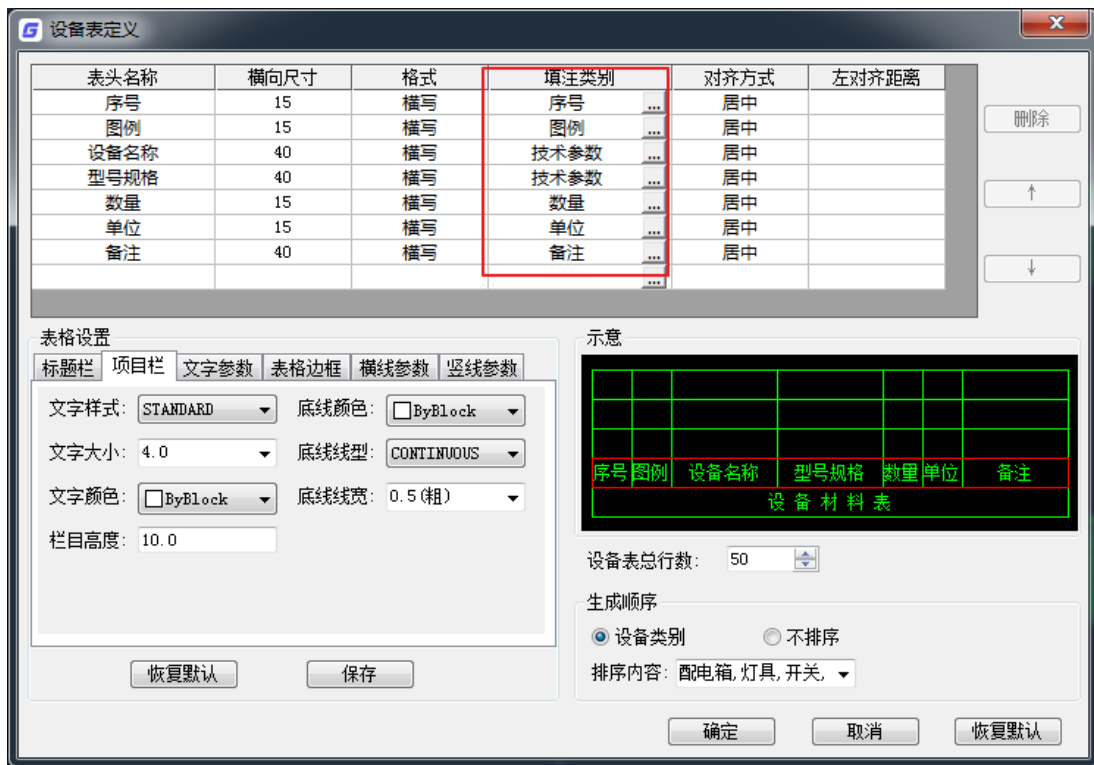 设备表定义
表头名称 横向尺寸 格式 填注类别 对齐方式 左对齐距离
序号 15 横写 序号 ... 居中
图例 15 横写 图例 ... 居中
设备名称 40 横写 技术参数 ... 居中
型号规格 40 横写 技术参数 ... 居中
数量 15 横写 数量 ... 居中
单位 15 横写 单位 ... 居中
备注 40 横写 备注 ... 居中
...
删除
↑
↓
表格设置
标题栏 项目栏 文字参数 表格边框 横线参数 竖线参数
文字样式: STANDARD 底线颜色: ByBlock
文字大小: 4.0 底线线型: CONTINUOUS
文字颜色: ByBlock 底线线宽: 0.5(粗)
栏目高度: 10.0
恢复默认 保存
示意
序号 图例 设备名称 型号规格 数量 单位 备注
设备材料表
设备表总行数: 50
生成顺序
设备类别 不排序
排序内容: 配电箱,灯具,开关,
确定 取消 恢复默认